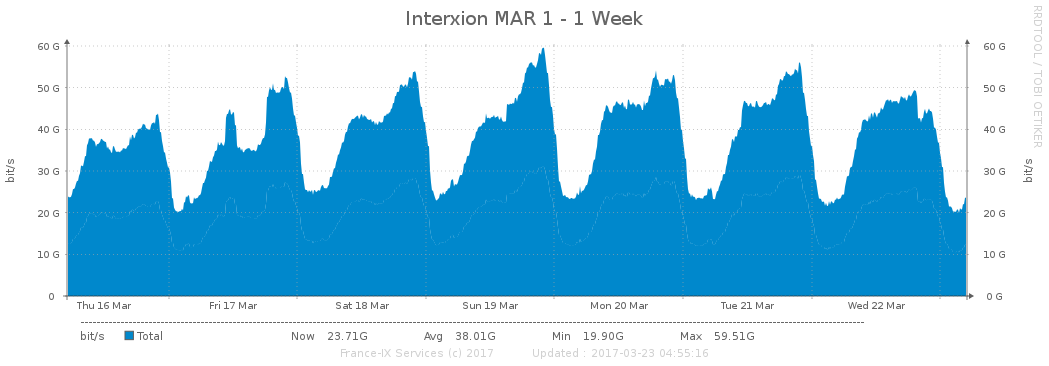 Interxion MAR 1 - 1 Week
RRDTOOL / TOBI OETIKER
bit/s
60 G
50 G
40 G
30 G
20 G
10 G
0
60 G
50 G
40 G
30 G
20 G
10 G
0 G
bit/s
Thu 16 Mar Fri 17 Mar Sat 18 Mar Sun 19 Mar Mon 20 Mar Tue 21 Mar Wed 22 Mar
bit/s Total Now 23.71G Avg 38.01G Min 19.90G Max 59.51G
France-IX Services (c) 2017 Updated : 2017-03-23 04:55:16